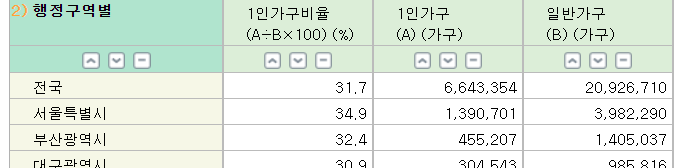 2) 행정구역별 1인가구비율 1인가구 일반가구
(A÷B×100) (%) (A) (가구) (B) (가구)
전국 31.7 6,643,354 20,926,710
서울특별시 34.9 1,390,701 3,982,290
부산광역시 32.4 455,207 1,405,037
대구광역시 30.9 304,543 985,816